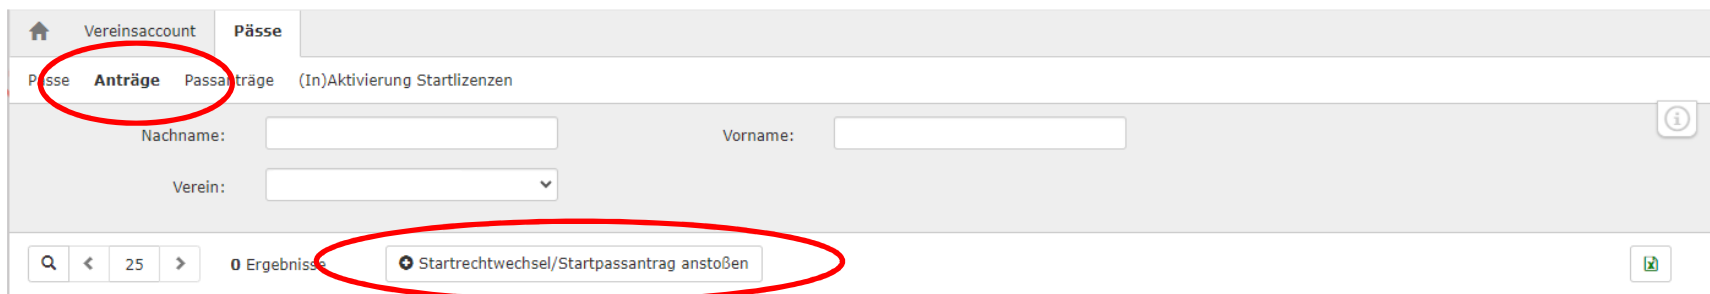 Vereinsaccount Pässe
Pässe Anträge Passanträge (In)Aktivierung Startlizenzen
Nachname: Vorname:
Verein:
25 0 Ergebnisse Startrechtwechsel/Startpassantrag anstoßen